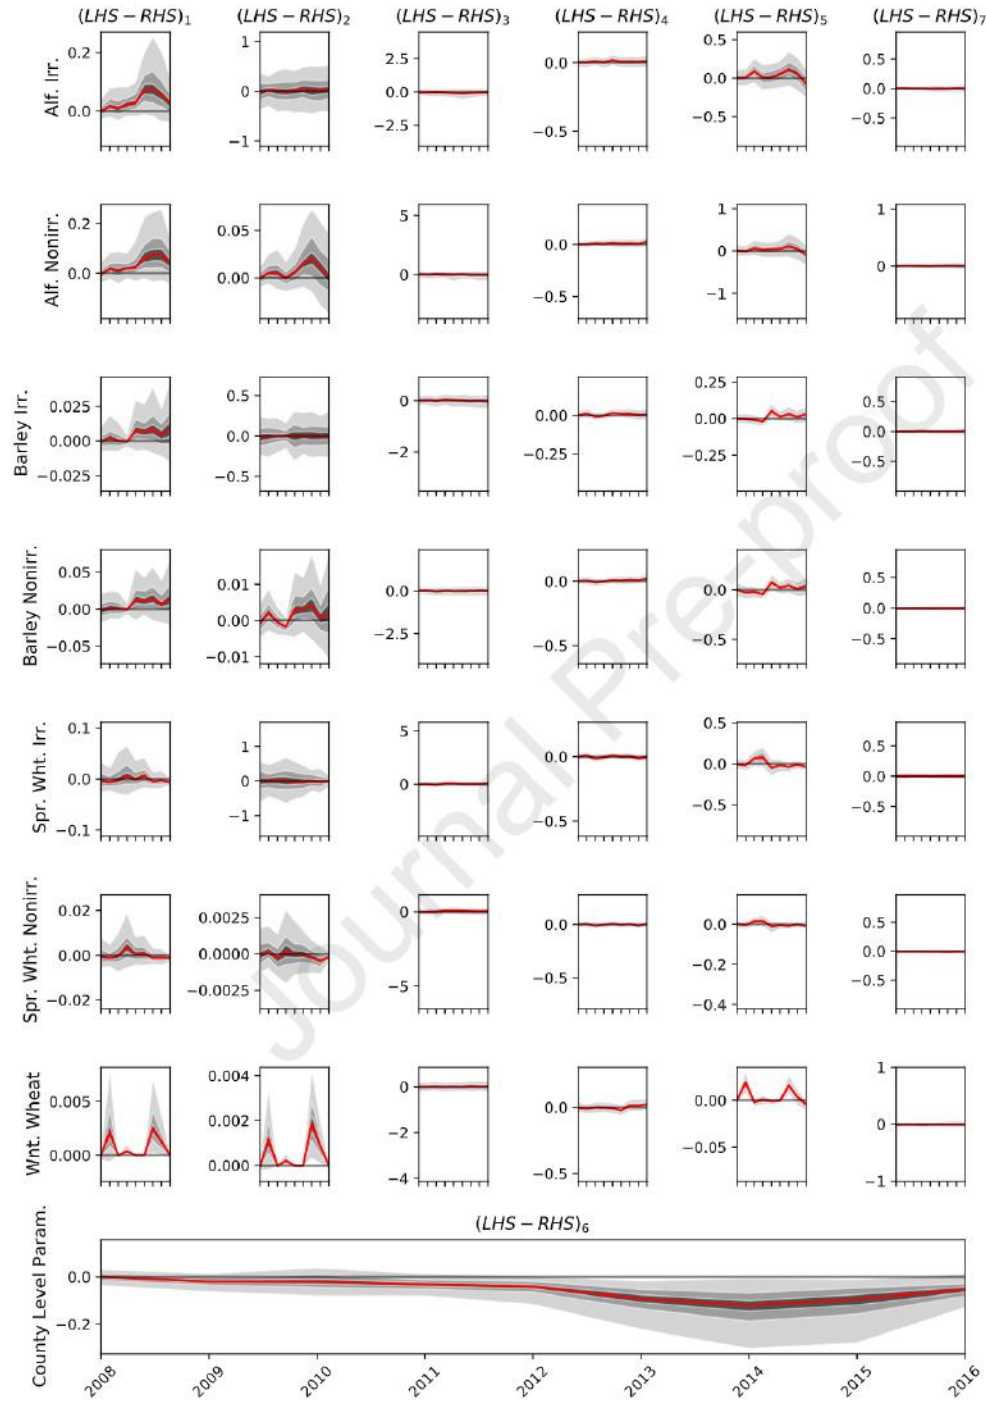 (LHS − RHS)₁ (LHS − RHS)₂ (LHS − RHS)₃ (LHS − RHS)₄ (LHS − RHS)₅ (LHS − RHS)₇
Alf. Irr.
0.2 0.0
1 0 −1
2.5 0.0 −2.5
0.0 −0.5
0.5 0.0 −0.5
0.5 0.0 −0.5
Alf. Nonirr.
0.2 0.0
0.05 0.00
5 0
0.0 −0.5
1 0 −1
1 0
Barley Irr.
0.025 0.000 −0.025
0.5 0.0 −0.5
0 −2
0.00 −0.25
0.25 0.00 −0.25
0.5 0.0 −0.5
Barley Nonirr.
0.05 0.00 −0.05
0.01 0.00 −0.01
0.0 −2.5
0.0 −0.5
0.0 −0.5
0.5 0.0 −0.5
Spr. Wht. Irr.
0.1 0.0 −0.1
1 0 −1
5 0
0.0 −0.5
0.5 0.0 −0.5
0.5 0.0 −0.5
Spr. Wht. Nonirr.
0.02 0.00 −0.02
0.0025 0.0000 −0.0025
0 −5
0.0 −0.5
0.0 −0.2 −0.4
0.5 0.0 −0.5
Wnt. Wheat
0.005 0.000
0.004 0.002 0.000
0 −2 −4
0.0 −0.5
0.00 −0.05
1 0 −1
(LHS − RHS)₆
County Level Param.
0.0 −0.2
2008 2009 2010 2011 2012 2013 2014 2015 2016
Journal Pre-proof